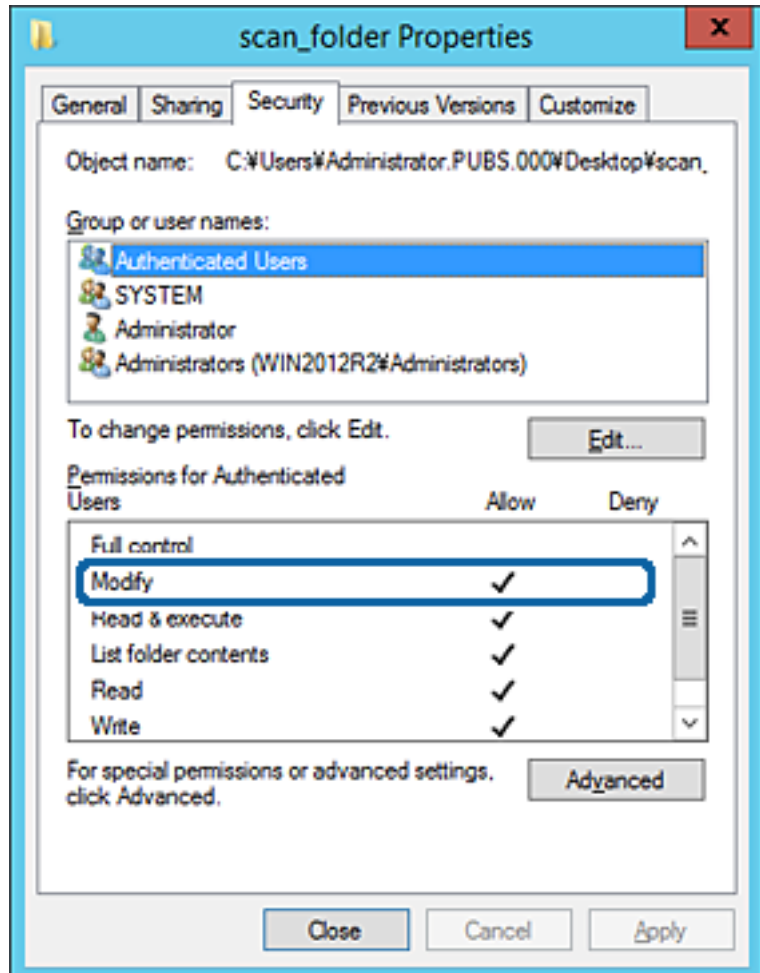 scan_folder Properties
x
General Sharing Security Previous Versions Customize
Object name: C:¥Users¥Administrator.PUBS.000¥Desktop¥scan_
Group or user names:
Authenticated Users
SYSTEM
Administrator
Administrators (WIN2012R2¥Administrators)
To change permissions, click Edit.
Edit...
Permissions for Authenticated
Users Allow Deny
Full control
Modify
Read & execute
List folder contents
Read
Write
For special permissions or advanced settings,
click Advanced.
Advanced
Close Cancel Apply